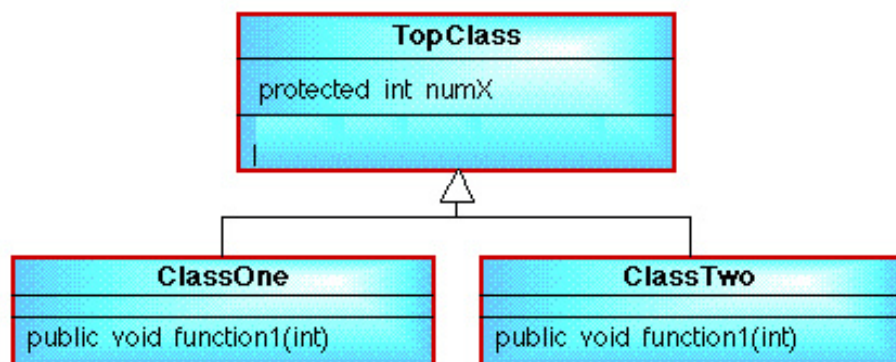 TopClass
protected int numX
ClassOne
public void function1(int)
ClassTwo
public void function1(int)